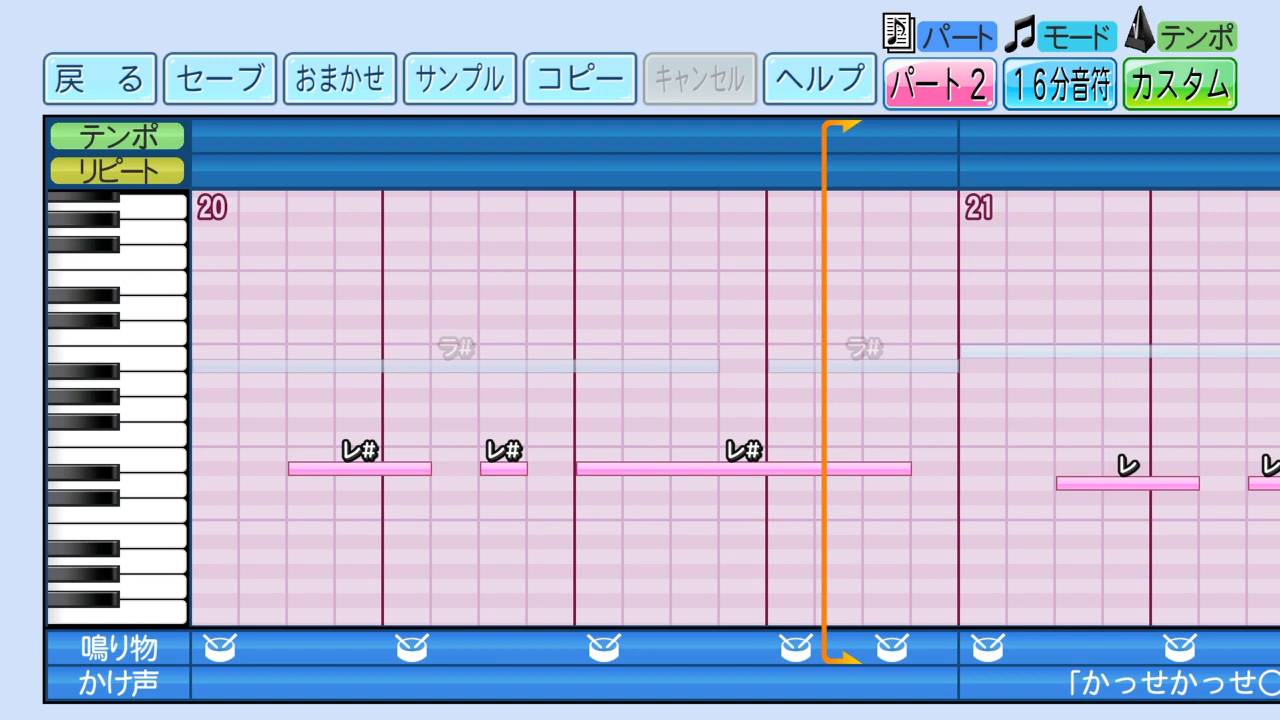 パート モード テンポ
戻 る セーブ おまかせ サンプル コピー キャンセル ヘルプ パート2 16分音符 カスタム
テンポ
リピート
20 21
ラ# ラ#
レ# レ# レ#
レ レ
鳴り物
かけ声 「かっせかっせ〇